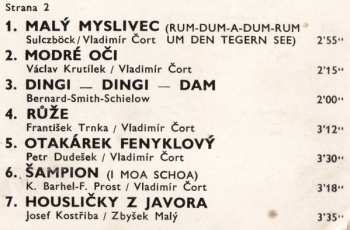 Strana 2
1. MALÝ MYSLIVEC (RUM-DUM-A-DUM-RUM
Sulczböck/Vladimír Čort UM DEN TEGERN SEE) 2'55"
2. MODRÉ OČI
Václav Krutílek / Vladimír Čort 2'15"
3. DINGI — DINGI — DAM
Bernard-Smith-Schielow 2'00"
4. RŮŽE
František Trnka / Vladimír Čort 3'12"
5. OTAKÁREK FENYKLOVÝ
Petr Dudešek / Vladimír Čort 3'30"
6. ŠAMPION (I MOA SCHOA)
K. Barhel-F. Prost / Vladimír Čort 3'18"
7. HOUSLIČKY Z JAVORA
Josef Kostřiba / Zbyšek Malý 3'35"